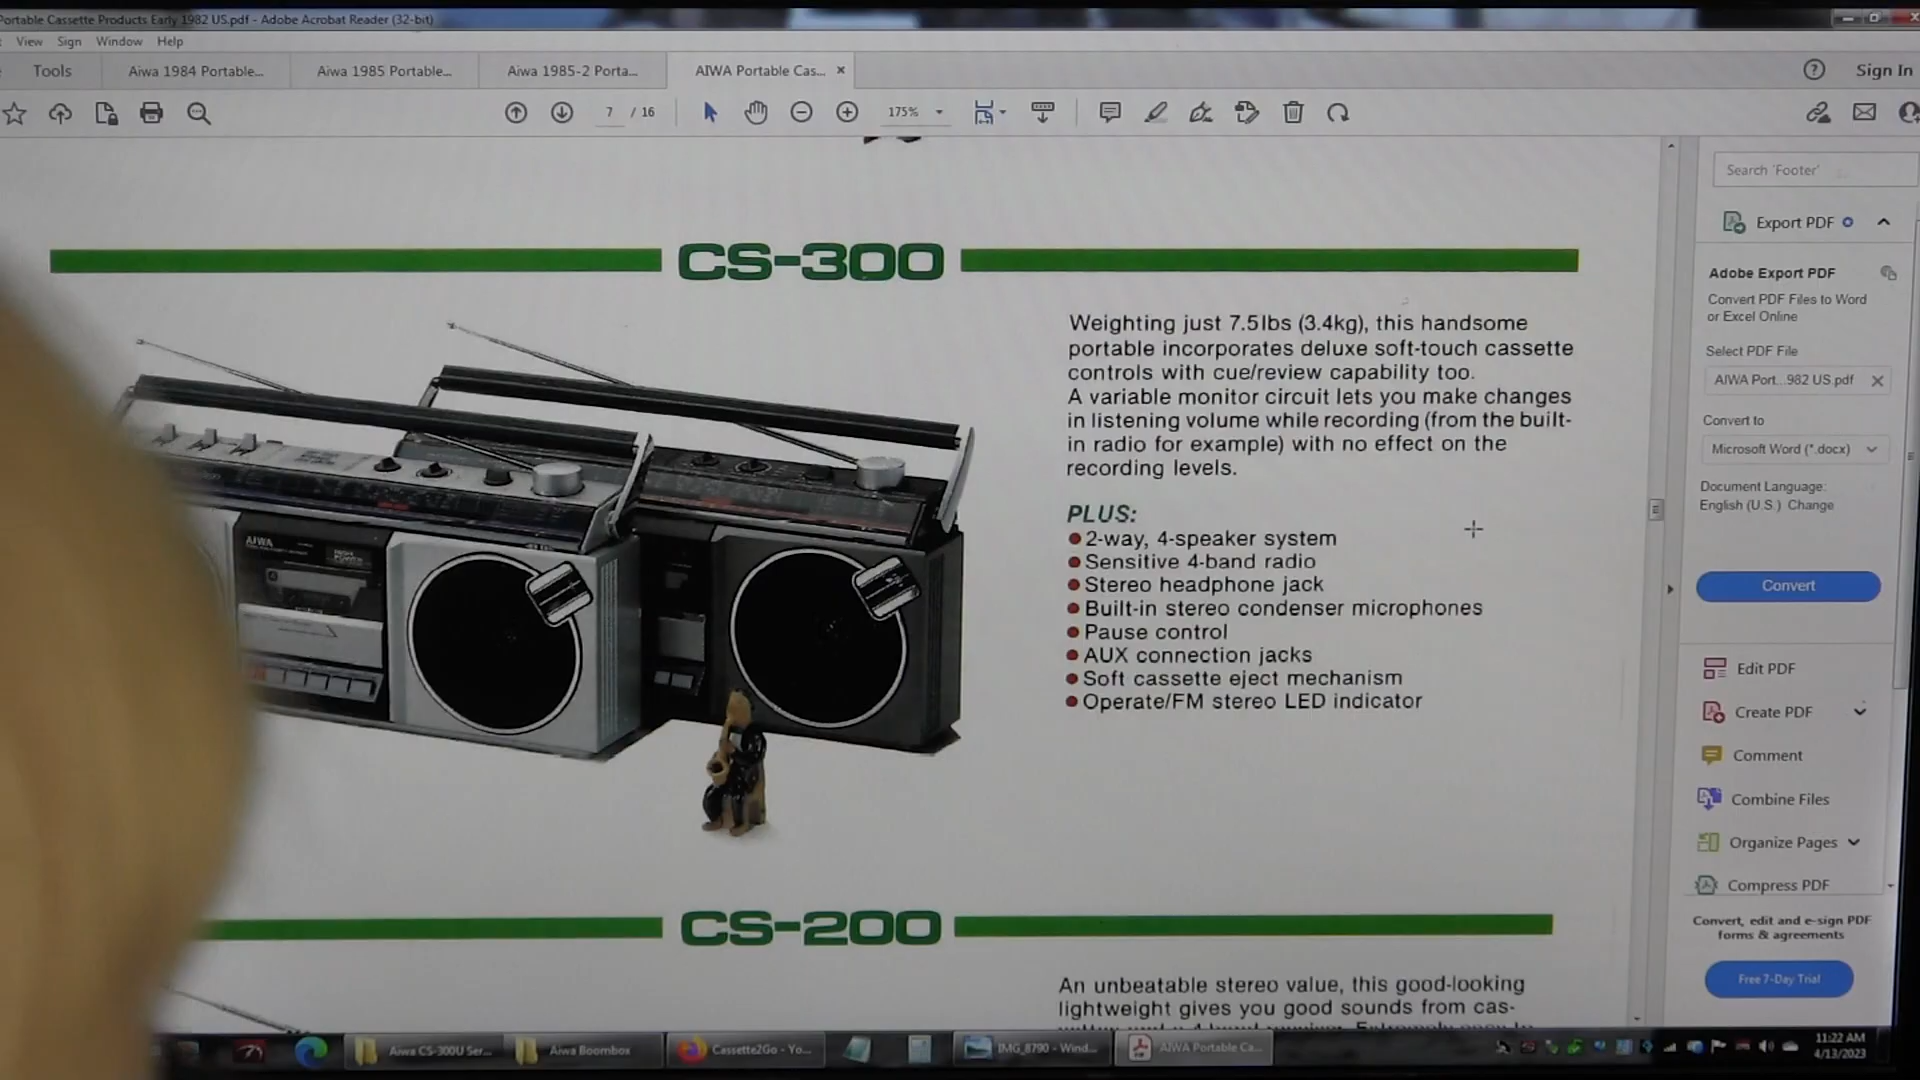 Portable Cassette Products Early 1982 US.pdf - Adobe Acrobat Reader (32-bit)
View Sign Window Help
Tools Aiwa 1984 Portable... Aiwa 1985 Portable... Aiwa 1985-2 Porta... AIWA Portable Cas... Sign In
7 / 16 175%
CS-300
Weighting just 7.5lbs (3.4kg), this handsome
portable incorporates deluxe soft-touch cassette
controls with cue/review capability too.
A variable monitor circuit lets you make changes
in listening volume while recording (from the built-
in radio for example) with no effect on the
recording levels.
PLUS:
2-way, 4-speaker system
Sensitive 4-band radio
Stereo headphone jack
Built-in stereo condenser microphones
Pause control
AUX connection jacks
Soft cassette eject mechanism
Operate/FM stereo LED indicator
AIWA
CS-200
An unbeatable stereo value, this good-looking
lightweight gives you good sounds from cas-
Search 'Footer'
Export PDF
Adobe Export PDF
Convert PDF Files to Word
or Excel Online
Select PDF File
AIWA Port...982 US.pdf
Convert to
Microsoft Word (*.docx)
Document Language:
English (U.S.) Change
Convert
Edit PDF
Create PDF
Comment
Combine Files
Organize Pages
Compress PDF
Convert, edit and e-sign PDF
forms & agreements
Free 7-Day Trial
Aiwa CS-300U Ser... Aiwa Boombox Cassette2Go - Yo... IMG_8790 - Wind... AIWA Portable Ca...
11:22 AM
4/13/2023